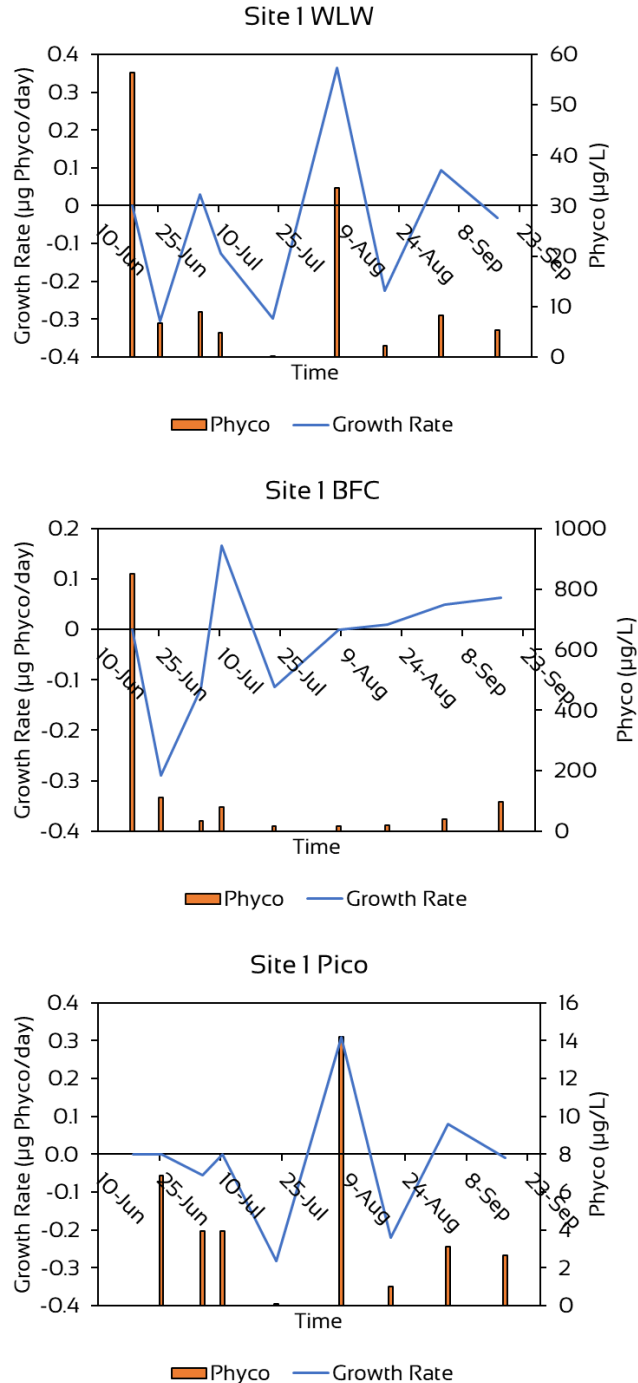 Site 1 WLW
Growth Rate (µg Phyco/day)
0.4
0.3
0.2
0.1
0
-0.1
-0.2
-0.3
-0.4
60
50
40
30
20
10
0
Phyco (µg/L)
10-Jun
25-Jun
10-Jul
25-Jul
9-Aug
24-Aug
8-Sep
23-Sep
Time
Phyco Growth Rate
Site 1 BFC
Growth Rate (µg Phyco/day)
0.2
0.1
0
-0.1
-0.2
-0.3
-0.4
1000
800
600
400
200
0
Phyco (µg/L)
10-Jun
25-Jun
10-Jul
25-Jul
9-Aug
24-Aug
8-Sep
23-Sep
Time
Phyco Growth Rate
Site 1 Pico
Growth Rate (µg Phyco/day)
0.4
0.3
0.2
0.1
0.0
-0.1
-0.2
-0.3
-0.4
16
14
12
10
8
6
4
2
0
Phyco (µg/L)
10-Jun
25-Jun
10-Jul
25-Jul
9-Aug
24-Aug
8-Sep
23-Sep
Time
Phyco Growth Rate